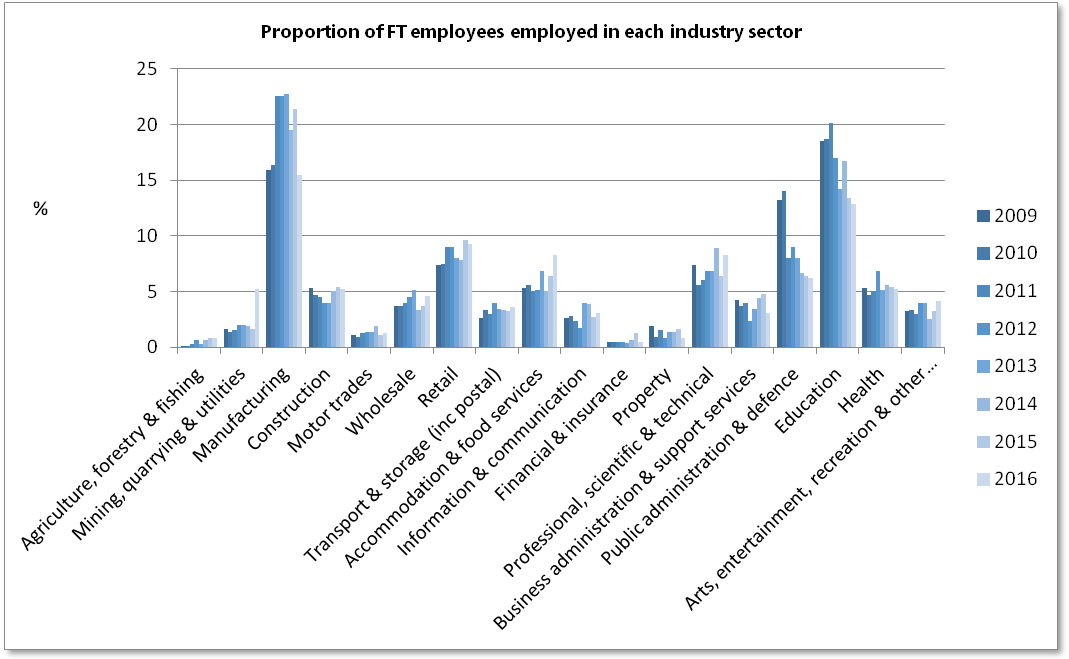 Proportion of FT employees employed in each industry sector
25
20
15
10
5
0
%
Agriculture, forestry & fishing
Mining, quarrying & utilities
Manufacturing
Construction
Motor trades
Wholesale
Retail
Transport & storage (inc postal)
Accommodation & food services
Information & communication
Financial & insurance
Property
Professional, scientific & technical
Business administration & support services
Public administration & defence
Education
Health
Arts, entertainment, recreation & other...
2009
2010
2011
2012
2013
2014
2015
2016